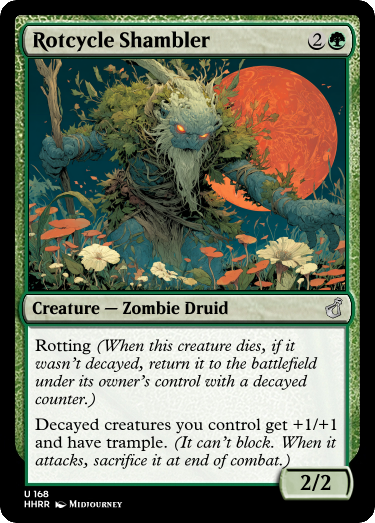 Rotcycle Shambler 2
Creature — Zombie Druid
Rotting (When this creature dies, if it
wasn't decayed, return it to the battlefield
under its owner's control with a decayed
counter.)
Decayed creatures you control get +1/+1
and have trample. (It can't block. When it
attacks, sacrifice it at end of combat.)
2/2
U 168
HHRR Midjourney